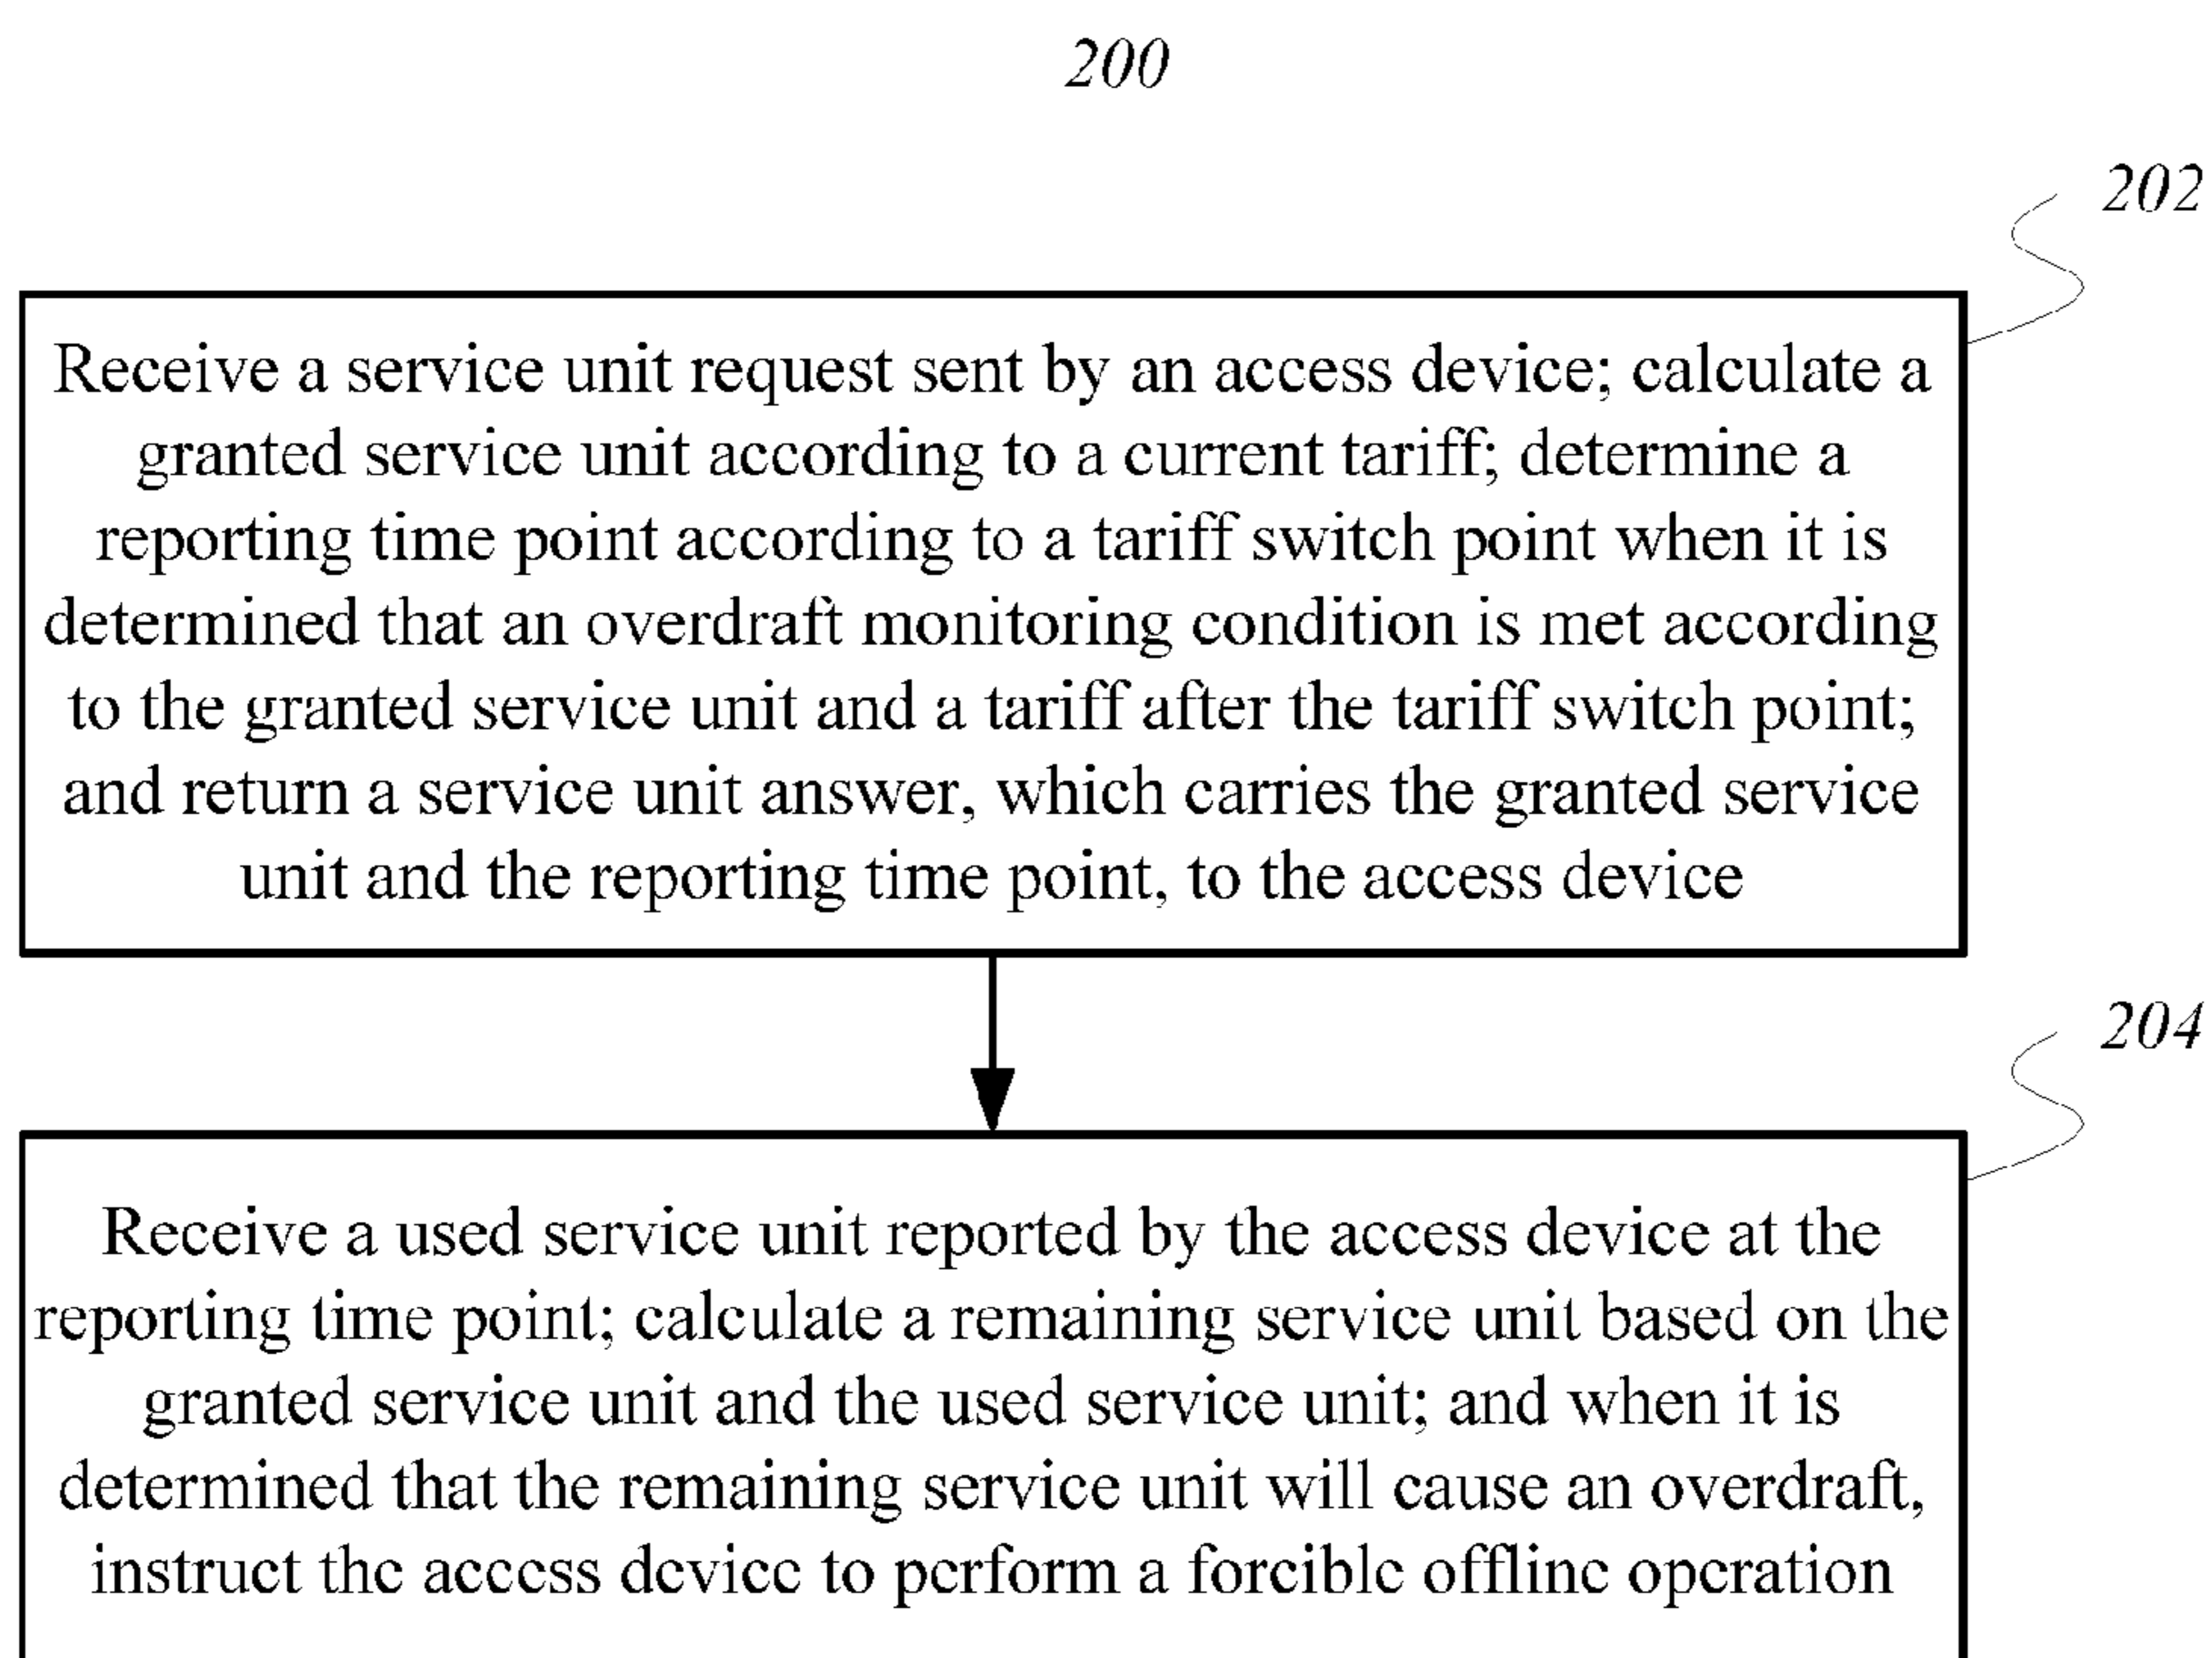 200
202
Receive a service unit request sent by an access device; calculate a
granted service unit according to a current tariff; determine a
reporting time point according to a tariff switch point when it is
determined that an overdraft monitoring condition is met according
to the granted service unit and a tariff after the tariff switch point;
and return a service unit answer, which carries the granted service
unit and the reporting time point, to the access device
204
Receive a used service unit reported by the access device at the
reporting time point; calculate a remaining service unit based on the
granted service unit and the used service unit; and when it is
determined that the remaining service unit will cause an overdraft,
instruct the access device to perform a forcible offline operation